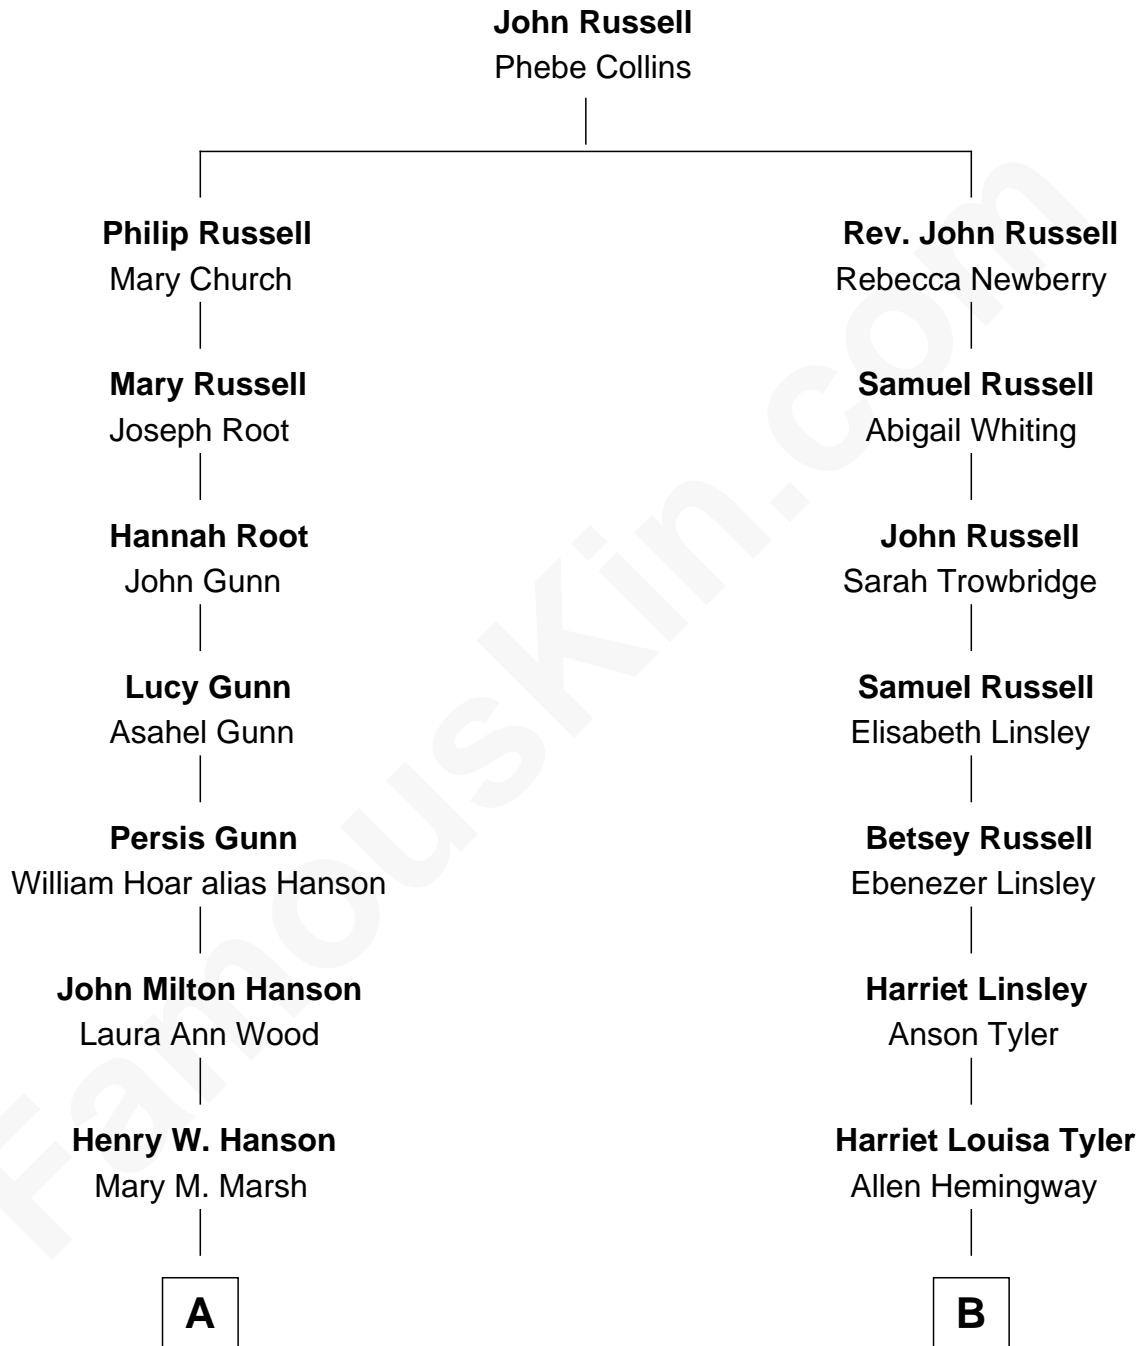 John Russell
Phebe Collins
Philip Russell
Mary Church
Rev. John Russell
Rebecca Newberry
Mary Russell
Joseph Root
Samuel Russell
Abigail Whiting
Hannah Root
John Gunn
John Russell
Sarah Trowbridge
Lucy Gunn
Asahel Gunn
Samuel Russell
Elisabeth Linsley
Persis Gunn
William Hoar alias Hanson
Betsey Russell
Ebenezer Linsley
John Milton Hanson
Laura Ann Wood
Harriet Linsley
Anson Tyler
Henry W. Hanson
Mary M. Marsh
Harriet Louisa Tyler
Allen Hemingway
A
B
FamousKin.com